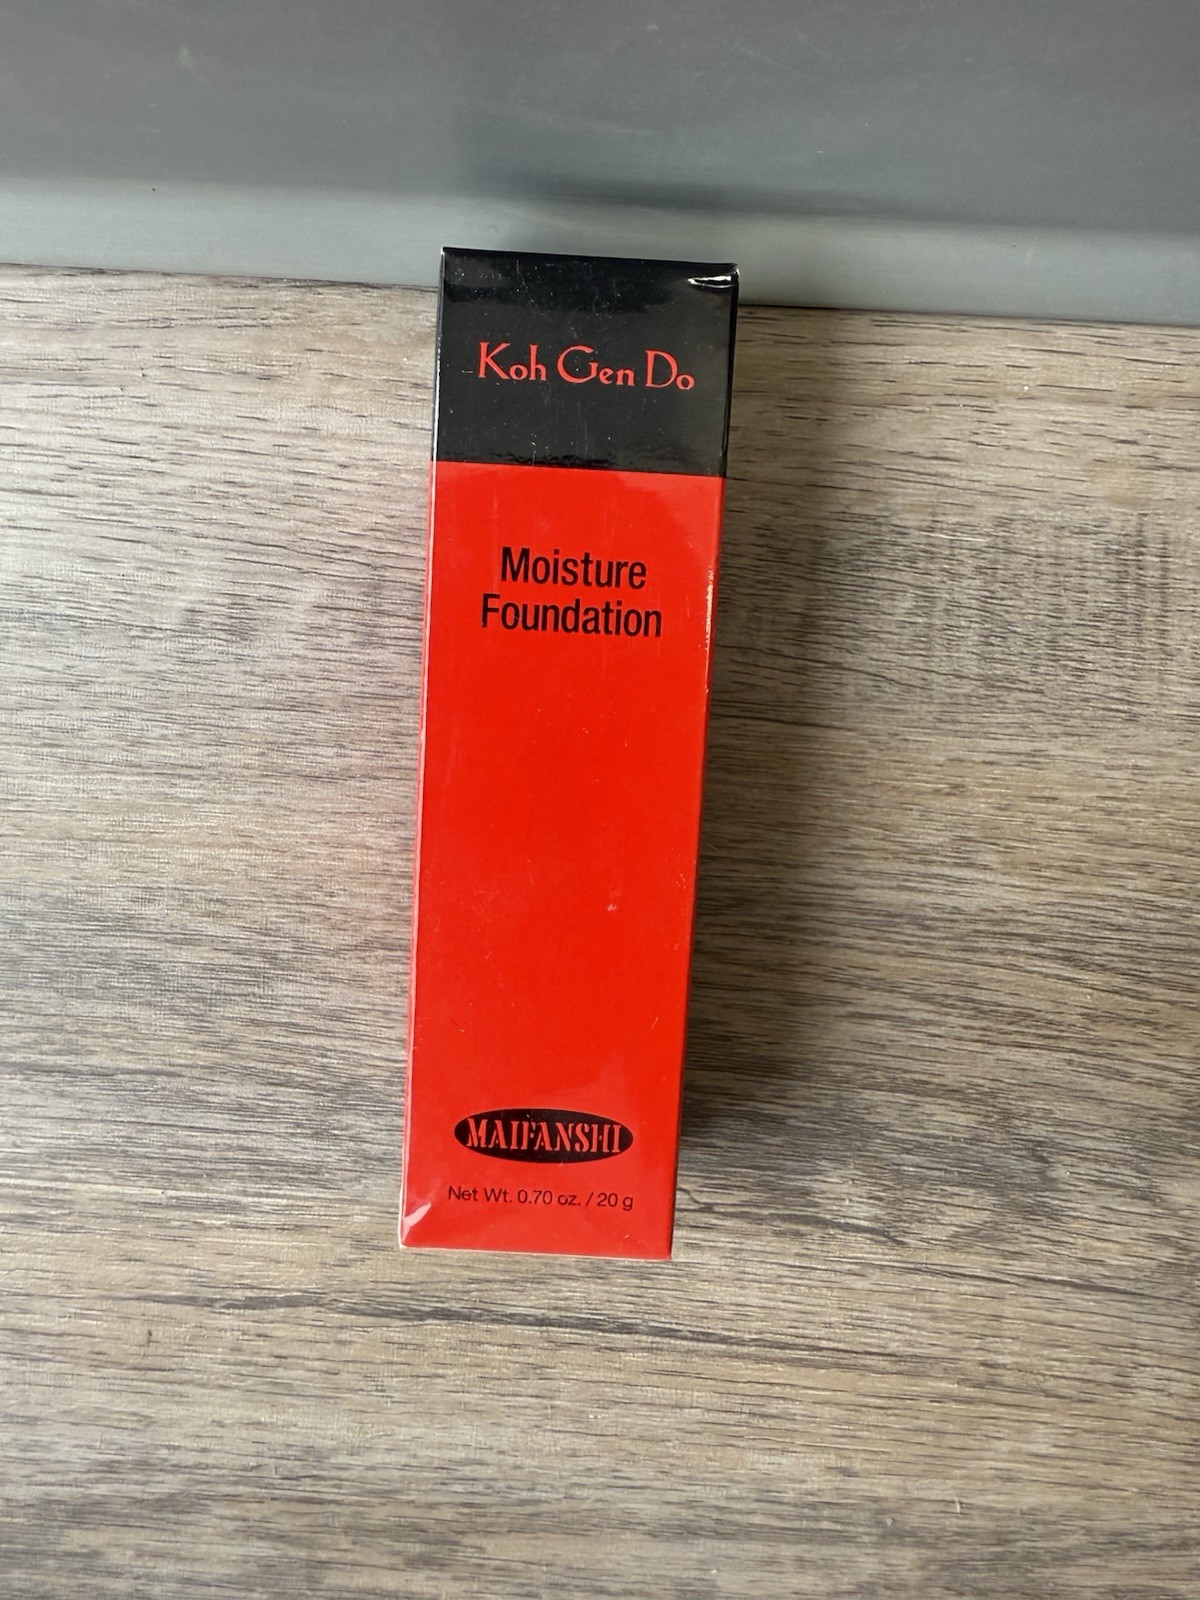 Koh Gen Do
Moisture
Foundation
MAIFANSHI
Net Wt. 0.70 oz. / 20 g